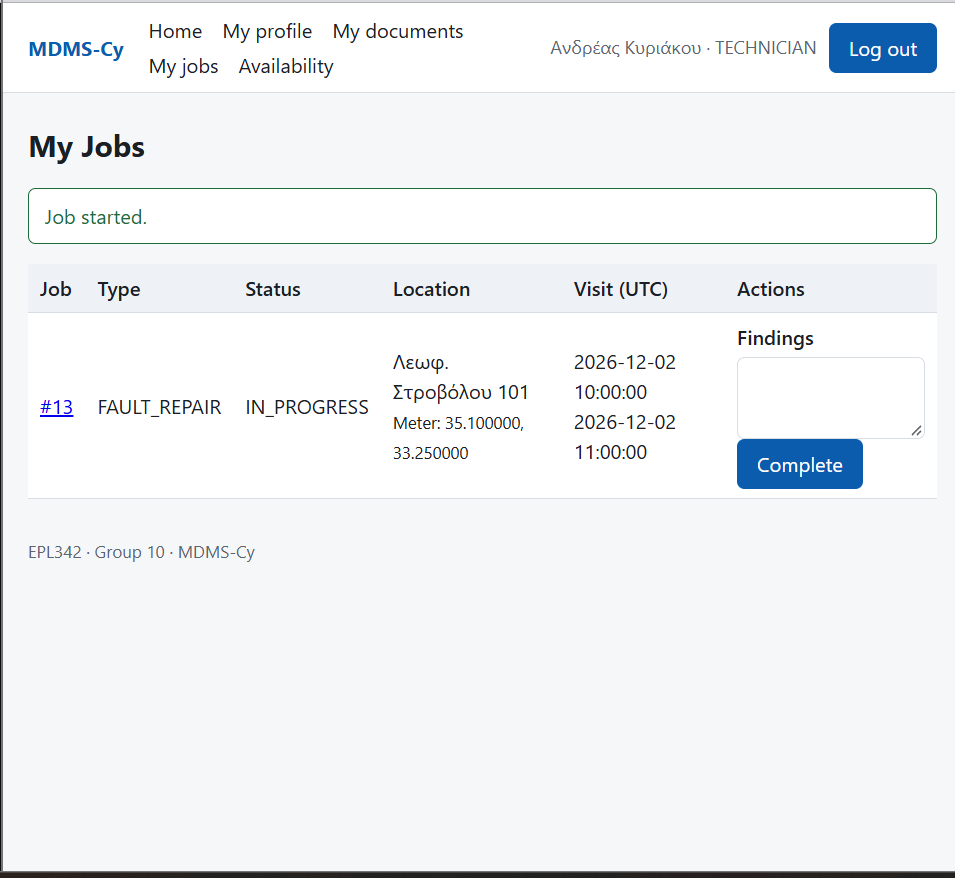 MDMS-Cy
Home My profile My documents
My jobs Availability
Ανδρέας Κυριάκου · TECHNICIAN
Log out
My Jobs
Job started.
Job Type Status Location Visit (UTC) Actions
#13
FAULT_REPAIR
IN_PROGRESS
Λεωφ.
Στροβόλου 101
Meter: 35.100000,
33.250000
2026-12-02
10:00:00
2026-12-02
11:00:00
Findings
Complete
EPL342 · Group 10 · MDMS-Cy